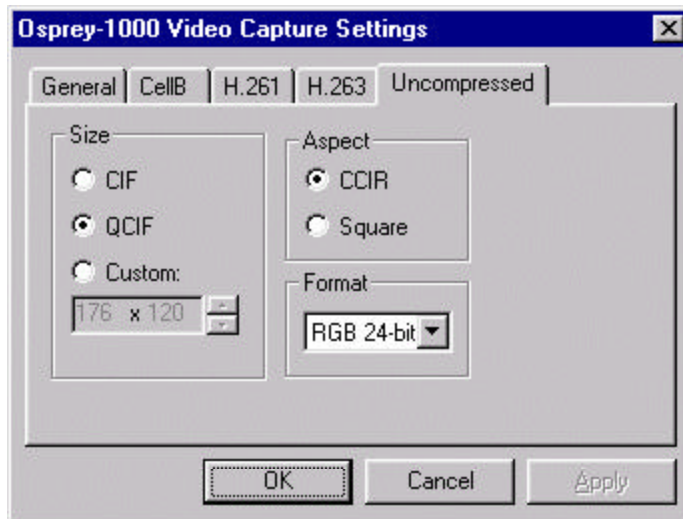 Osprey-1000 Video Capture Settings
General CellB H.261 H.263 Uncompressed
Size
CIF
QCIF
Custom:
176 x 120
Aspect
CCIR
Square
Format
RGB 24-bit
OK Cancel Apply